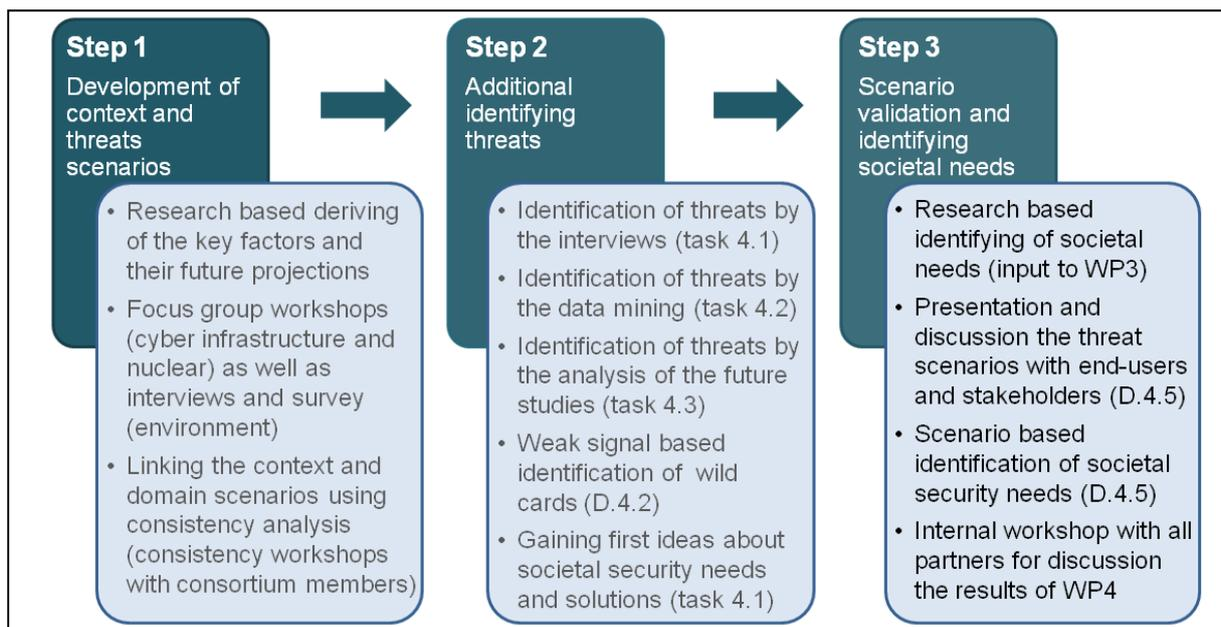 Step 1
Development of
context and
threats
scenarios
• Research based deriving
of the key factors and
their future projections
• Focus group workshops
(cyber infrastructure and
nuclear) as well as
interviews and survey
(environment)
• Linking the context and
domain scenarios using
consistency analysis
(consistency workshops
with consortium members)
Step 2
Additional
identifying
threats
• Identification of threats by
the interviews (task 4.1)
• Identification of threats by
the data mining (task 4.2)
• Identification of threats by
the analysis of the future
studies (task 4.3)
• Weak signal based
identification of wild
cards (D.4.2)
• Gaining first ideas about
societal security needs
and solutions (task 4.1)
Step 3
Scenario
validation and
identifying
societal needs
• Research based
identifying of societal
needs (input to WP3)
• Presentation and
discussion the threat
scenarios with end-users
and stakeholders (D.4.5)
• Scenario based
identification of societal
security needs (D.4.5)
• Internal workshop with all
partners for discussion
the results of WP4